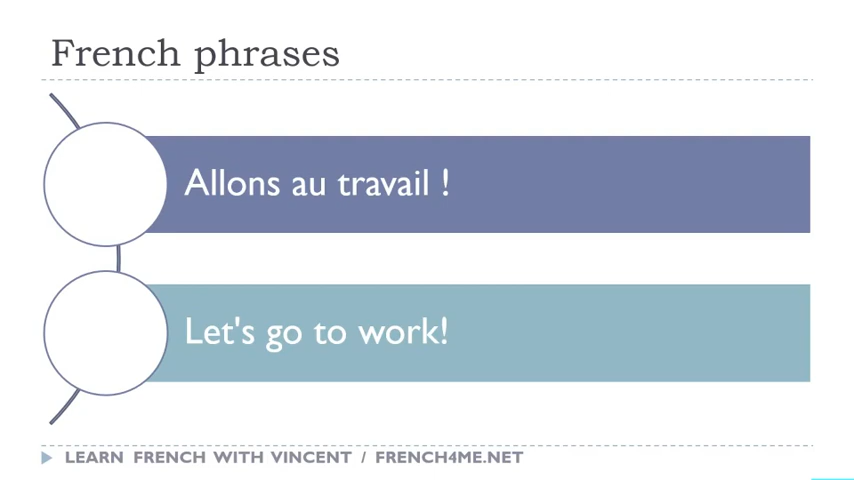 French phrases
Allons au travail !
Let's go to work!
LEARN FRENCH WITH VINCENT / FRENCH4ME.NET